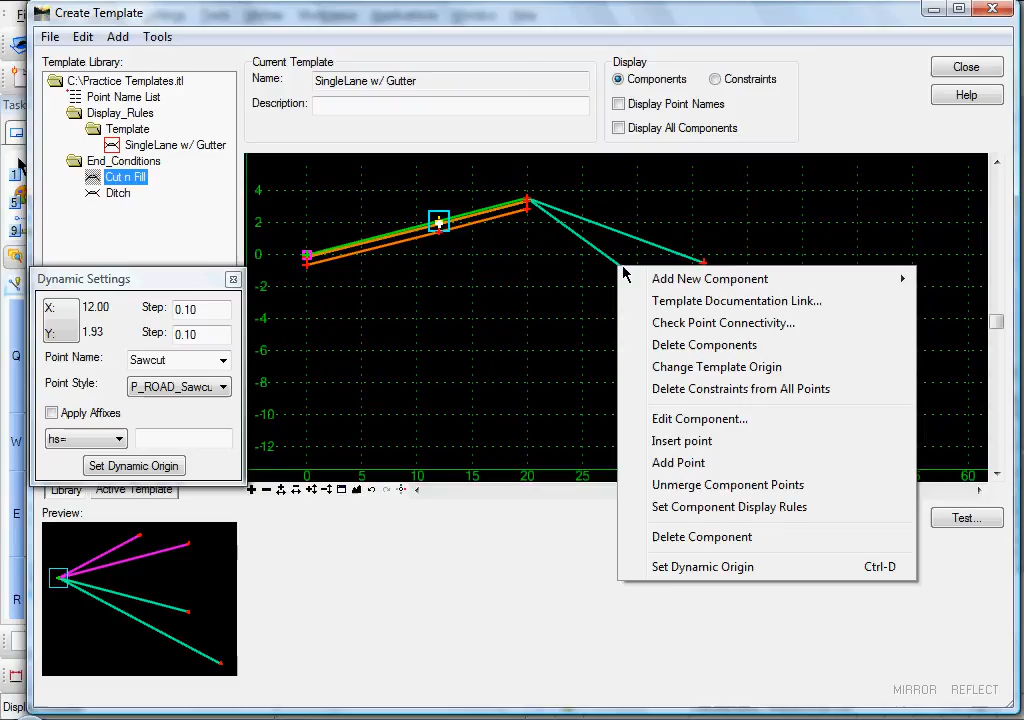 Create Template
File Edit Add Tools
Template Library:
C:\Practice Templates.itl
Point Name List
Display_Rules
Template
SingleLane w/ Gutter
End_Conditions
Cut n Fill
Ditch
Current Template
Name: SingleLane w/ Gutter
Description:
Display
Components Constraints
Display Point Names
Display All Components
Close
Help
4
2
0
-2
-4
-6
-8
-10
-12
0 5 10 15 20 25 60
Dynamic Settings
X: 12.00 Step: 0.10
Y: 1.93 Step: 0.10
Point Name: Sawcut
Point Style: P_ROAD_Sawcu
Apply Affixes
hs=
Set Dynamic Origin
Library Active Template
Preview:
Add New Component
Template Documentation Link...
Check Point Connectivity...
Delete Components
Change Template Origin
Delete Constraints from All Points
Edit Component...
Insert point
Add Point
Unmerge Component Points
Set Component Display Rules
Delete Component
Set Dynamic Origin Ctrl-D
Test...
MIRROR REFLECT
Task
1
5
9
Q
W
E
R
Displ